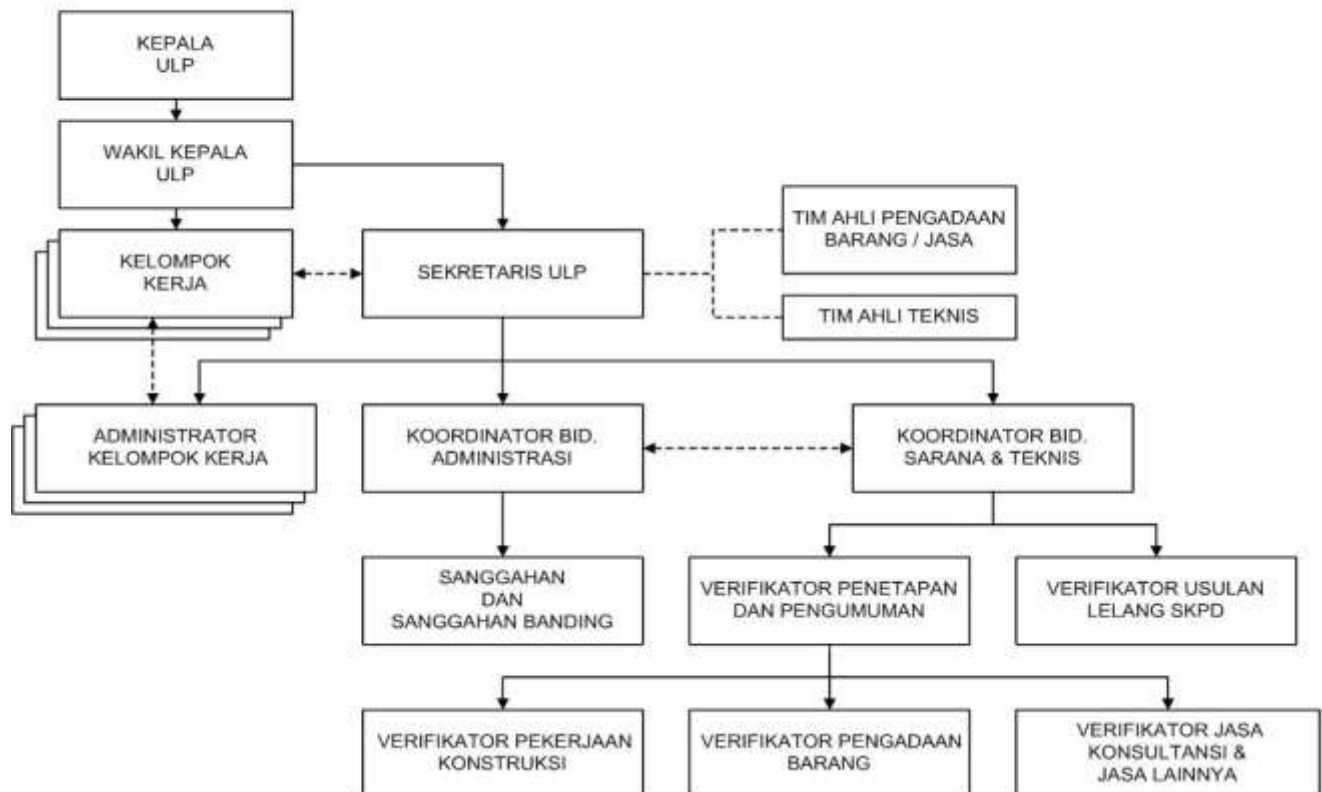 KEPALA
ULP
WAKIL KEPALA
ULP
KELOMPOK
KERJA
SEKRETARIS ULP
TIM AHLI PENGADAAN
BARANG / JASA
TIM AHLI TEKNIS
ADMINISTRATOR
KELOMPOK KERJA
KOORDINATOR BID.
ADMINISTRASI
KOORDINATOR BID.
SARANA & TEKNIS
SANGGAHAN
DAN
SANGGAHAN BANDING
VERIFIKATOR PENETAPAN
DAN PENGUMUMAN
VERIFIKATOR USULAN
LELANG SKPD
VERIFIKATOR PEKERJAAN
KONSTRUKSI
VERIFIKATOR PENGADAAN
BARANG
VERIFIKATOR JASA
KONSULTANSI &
JASA LAINNYA